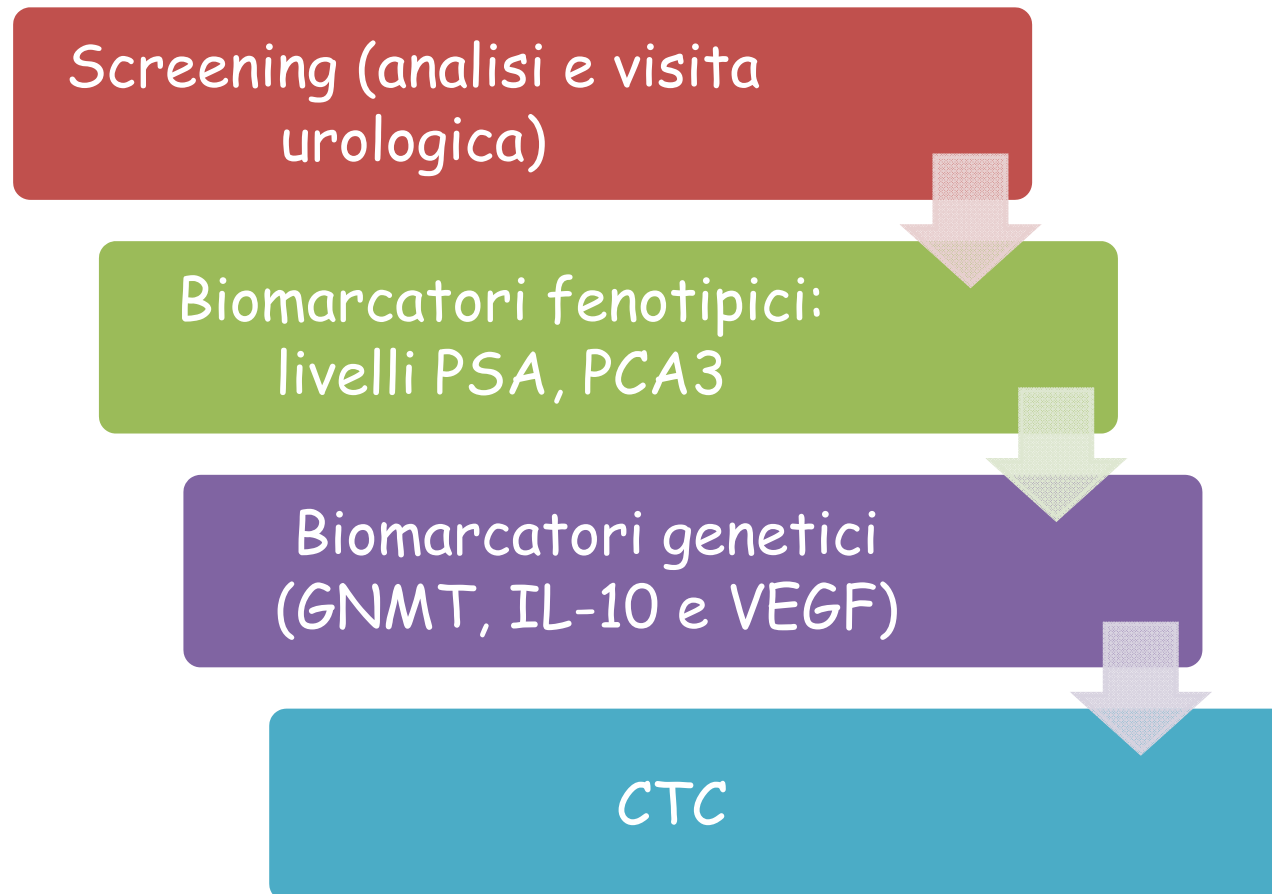 Screening (analisi e visita
urologica)
Biomarcatori fenotipici:
livelli PSA, PCA3
Biomarcatori genetici
(GNMT, IL-10 e VEGF)
CTC